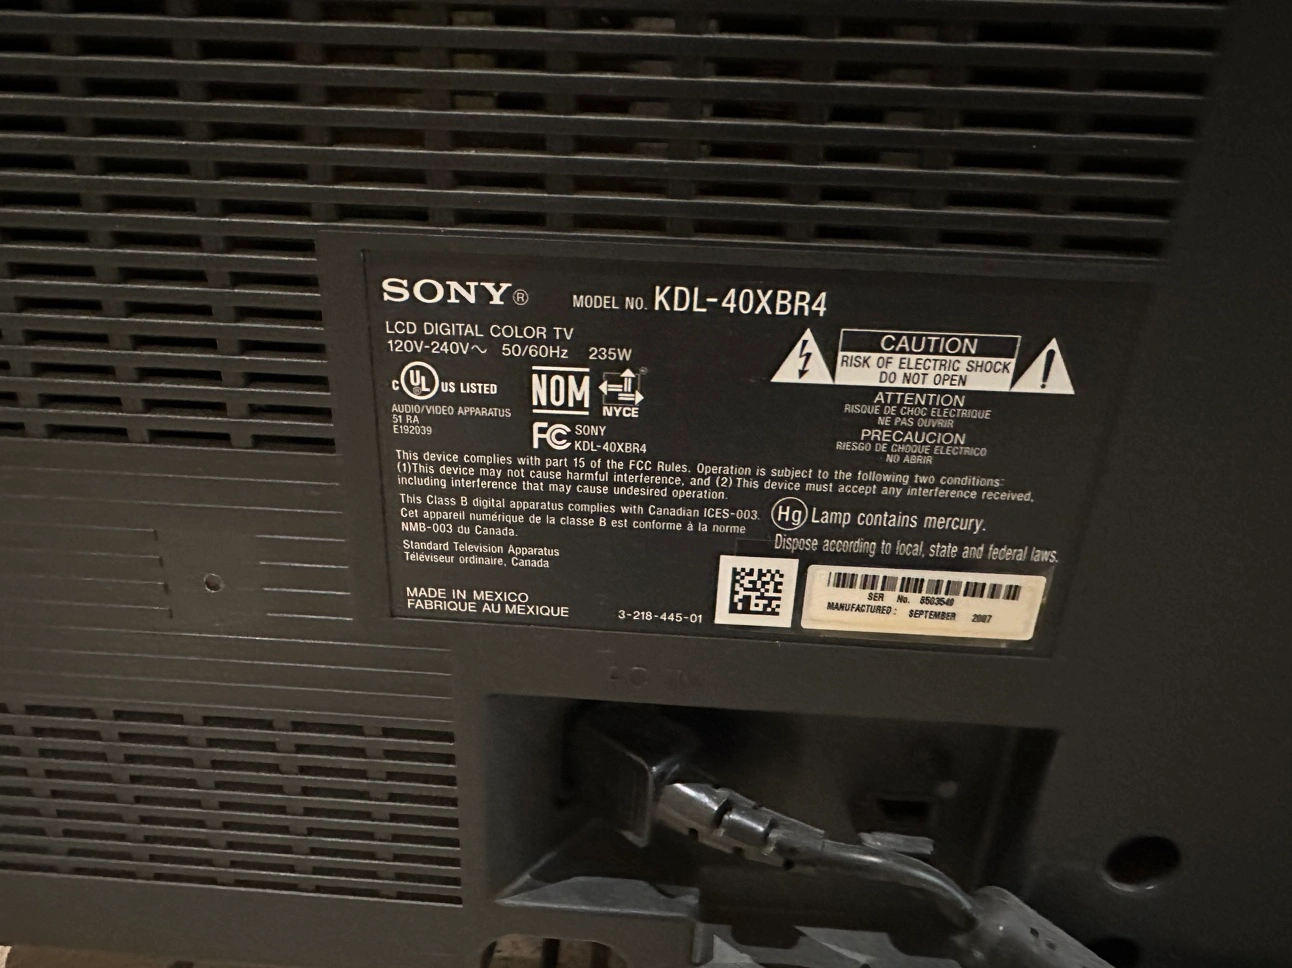 SONY®
MODEL NO. KDL-40XBR4
LCD DIGITAL COLOR TV
120V-240V~ 50/60Hz 235W
C UL ® US LISTED
AUDIO/VIDEO APPARATUS
51 RA
E192039
NOM
NYCE
FC SONY
KDL-40XBR4
CAUTION
RISK OF ELECTRIC SHOCK
DO NOT OPEN
ATTENTION
RISQUE DE CHOC ELECTRIQUE
NE PAS OUVRIR
PRECAUCION
RIESGO DE CHOQUE ELECTRICO
NO ABRIR
This device complies with part 15 of the FCC Rules. Operation is subject to the following two conditions:
(1)This device may not cause harmful interference, and (2) This device must accept any interference received,
including interference that may cause undesired operation.
This Class B digital apparatus complies with Canadian ICES-003.
Cet appareil numérique de la classe B est conforme à la norme
NMB-003 du Canada.
Standard Television Apparatus
Téléviseur ordinaire, Canada
Hg Lamp contains mercury.
Dispose according to local, state and federal laws.
MADE IN MEXICO
FABRIQUE AU MEXIQUE
3-218-445-01
SER No. 8503540
MANUFACTURED: SEPTEMBER 2007